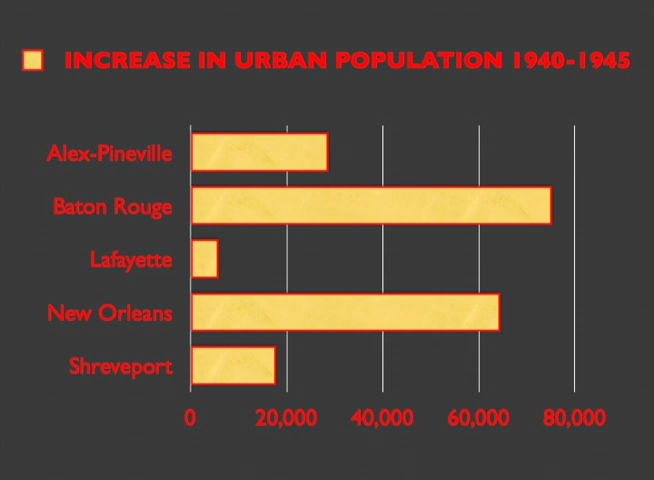 INCREASE IN URBAN POPULATION 1940-1945
Alex-Pineville
Baton Rouge
Lafayette
New Orleans
Shreveport
0 20,000 40,000 60,000 80,000